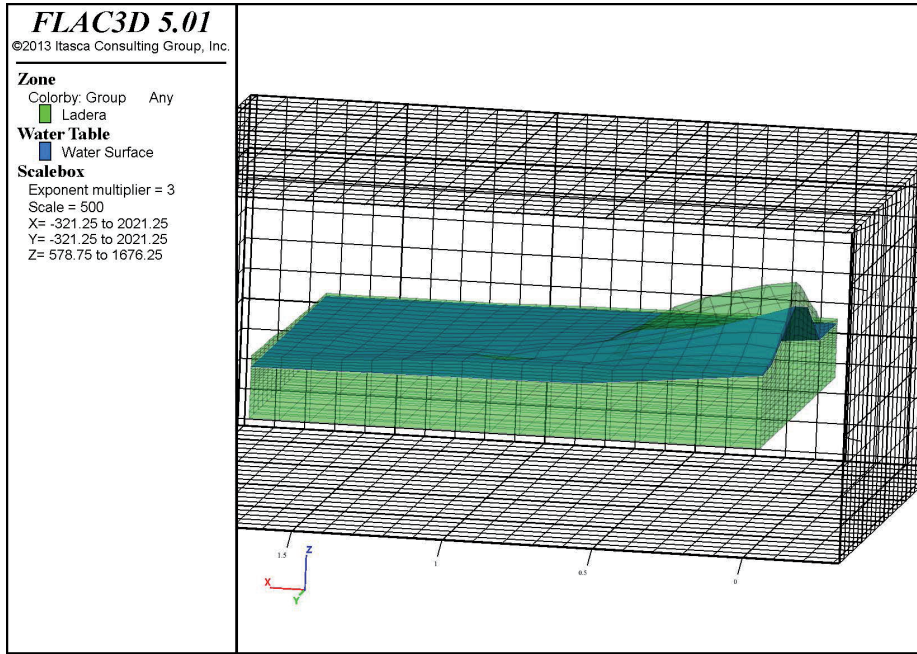 FLAC3D 5.01
©2013 Itasca Consulting Group, Inc.
Zone
Colorby: Group Any
Ladera
Water Table
Water Surface
Scalebox
Exponent multiplier = 3
Scale = 500
X= -321.25 to 2021.25
Y= -321.25 to 2021.25
Z= 578.75 to 1676.25
1.5
1
0.5
0
Z
X
Y